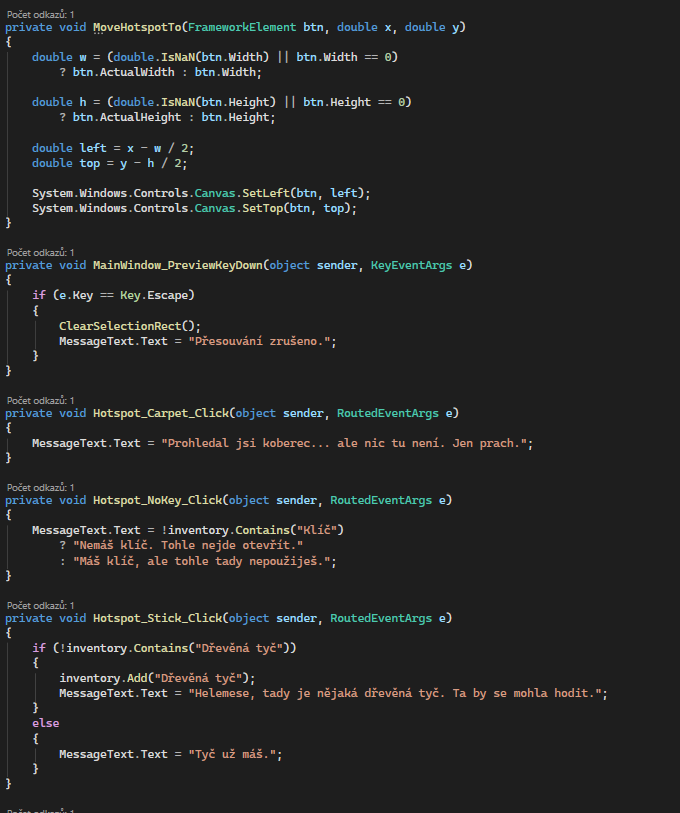 Počet odkazů: 1
private void MoveHotspotTo(FrameworkElement btn, double x, double y)
{
    double w = (double.IsNaN(btn.Width) || btn.Width == 0)
        ? btn.ActualWidth : btn.Width;

    double h = (double.IsNaN(btn.Height) || btn.Height == 0)
        ? btn.ActualHeight : btn.Height;

    double left = x - w / 2;
    double top = y - h / 2;

    System.Windows.Controls.Canvas.SetLeft(btn, left);
    System.Windows.Controls.Canvas.SetTop(btn, top);
}

Počet odkazů: 1
private void MainWindow_PreviewKeyDown(object sender, KeyEventArgs e)
{
    if (e.Key == Key.Escape)
    {
        ClearSelectionRect();
        MessageText.Text = "Přesouvání zrušeno.";
    }
}

Počet odkazů: 1
private void Hotspot_Carpet_Click(object sender, RoutedEventArgs e)
{
    MessageText.Text = "Prohledal jsi koberec... ale nic tu není. Jen prach.";
}

Počet odkazů: 1
private void Hotspot_NoKey_Click(object sender, RoutedEventArgs e)
{
    MessageText.Text = !inventory.Contains("Klíč")
        ? "Nemáš klíč. Tohle nejde otevřít."
        : "Máš klíč, ale tohle tady nepoužiješ.";
}

Počet odkazů: 1
private void Hotspot_Stick_Click(object sender, RoutedEventArgs e)
{
    if (!inventory.Contains("Dřevěná tyč"))
    {
        inventory.Add("Dřevěná tyč");
        MessageText.Text = "Helemese, tady je nějaká dřevěná tyč. Ta by se mohla hodit.";
    }
    else
    {
        MessageText.Text = "Tyč už máš.";
    }
}

Počet odkazů: 1